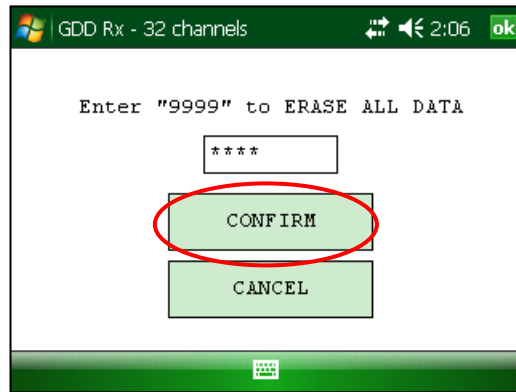 GDD Rx - 32 channels 2:06 ok
Enter "9999" to ERASE ALL DATA
****
CONFIRM
CANCEL